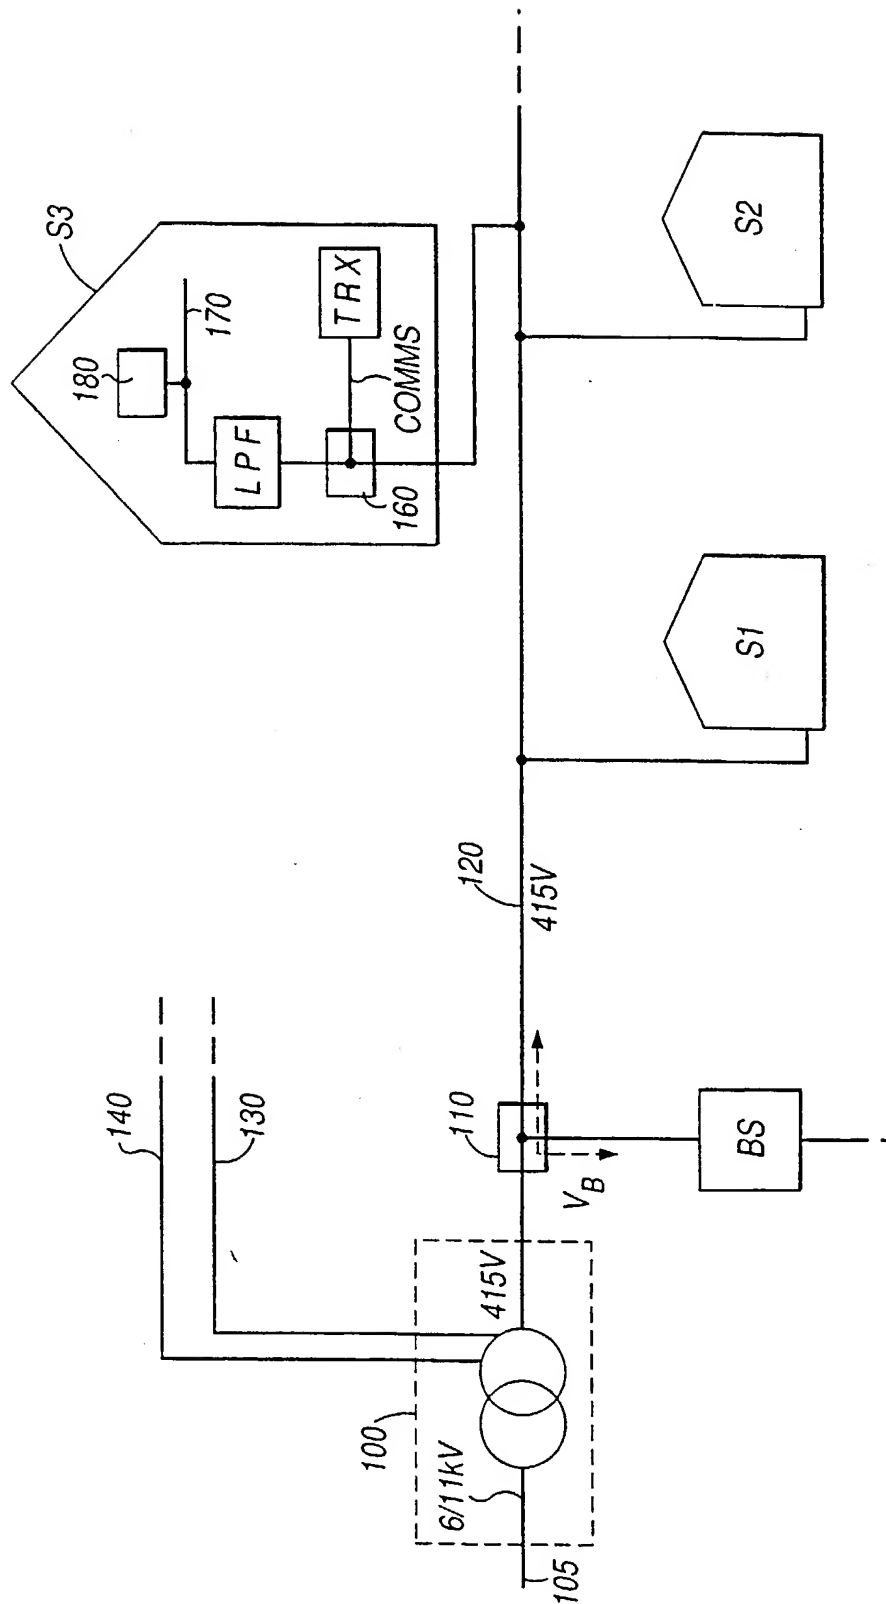 105
6/11kV
100
415V
140
130
110
V_B
BS
120
415V
S1
S2
S3
180
170
LPF
TRX
COMMS
160